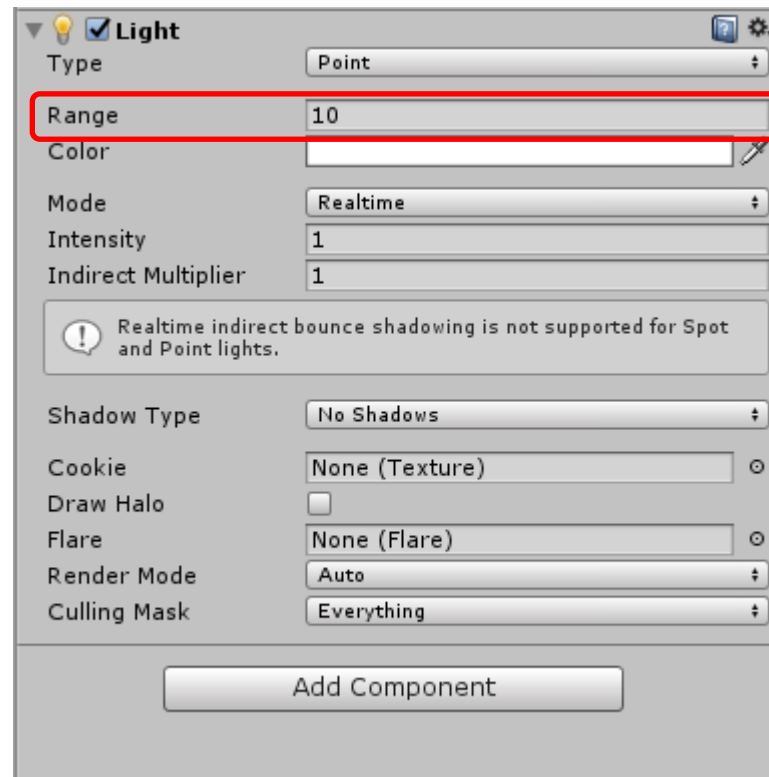 Light
Type Point
Range 10
Color
Mode Realtime
Intensity 1
Indirect Multiplier 1
Realtime indirect bounce shadowing is not supported for Spot
and Point lights.
Shadow Type No Shadows
Cookie None (Texture)
Draw Halo
Flare None (Flare)
Render Mode Auto
Culling Mask Everything
Add Component